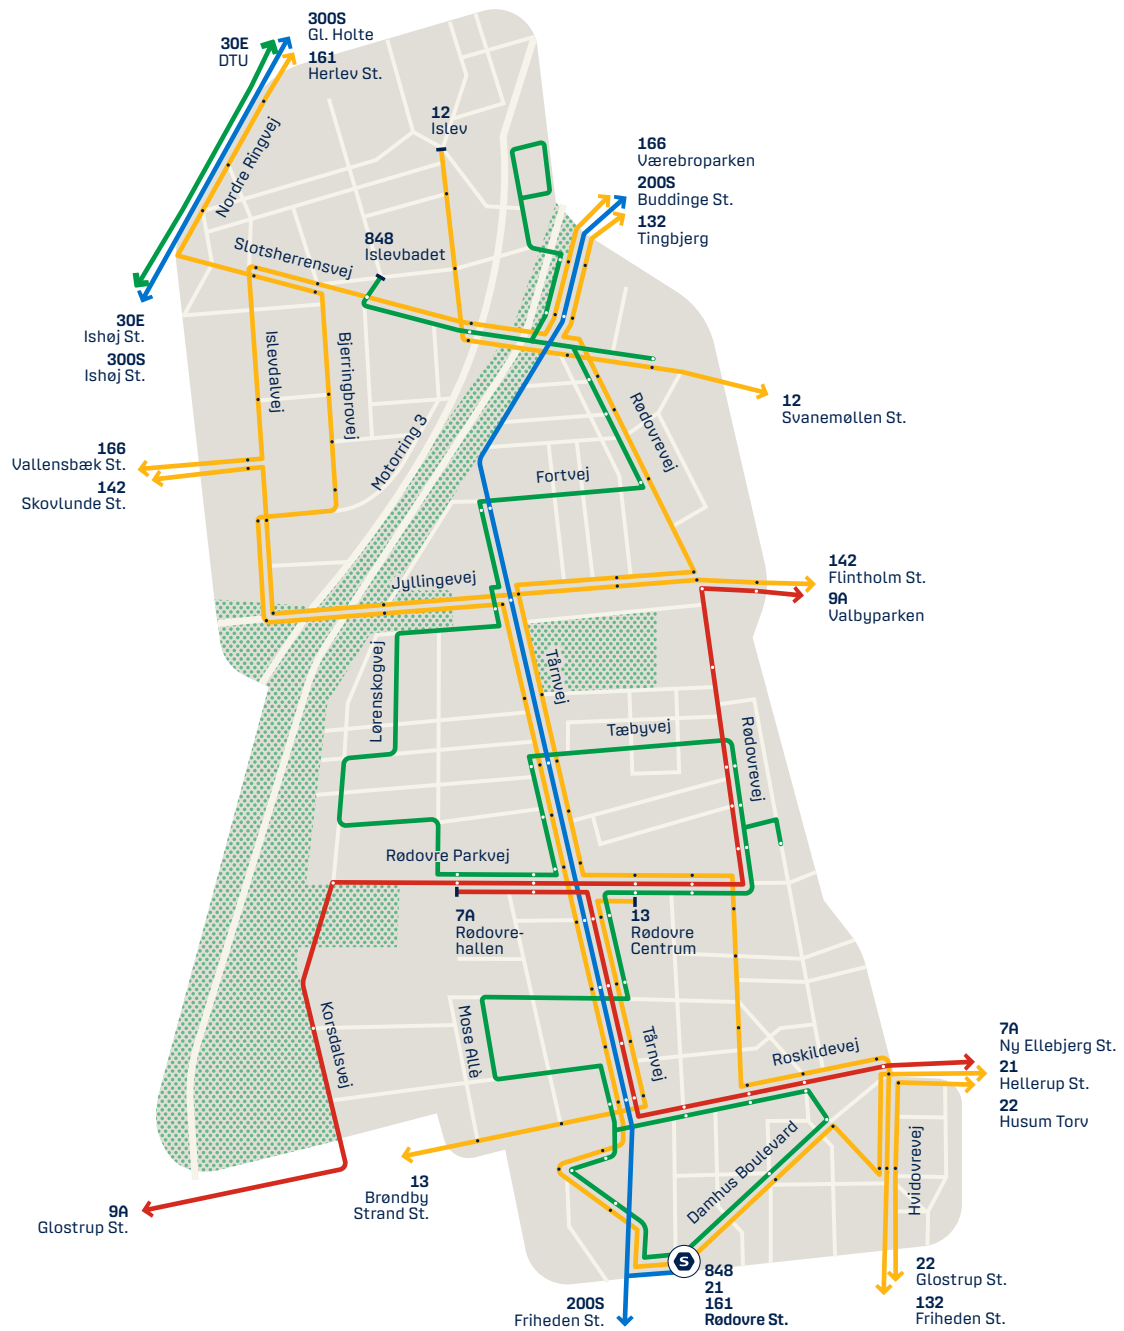 300S
Gl. Holte
30E
DTU
161
Herlev St.
12
Islev
166
Værebroparken
200S
Buddinge St.
132
Tingbjerg
Nordre Ringvej
848
Islevbadet
Slotsherrensvej
30E
Ishøj St.
300S
Ishøj St.
Islevdalvej
Bjerringbrovej
Motorring 3
Rødovrevej
12
Svanemøllen St.
166
Vallensbæk St.
142
Skovlunde St.
Fortvej
Jyllingevej
142
Flintholm St.
9A
Valbyparken
Lørenskogvej
Tårnvej
Tæbyvej
Rødovrevej
Rødovre Parkvej
7A
Rødovre-
hallen
13
Rødovre
Centrum
Korsdalsvej
Mose Allè
Tårnvej
Roskildevej
7A
Ny Ellebjerg St.
21
Hellerup St.
22
Husum Torv
Damhus Boulevard
Hvidovrevej
13
Brøndby
Strand St.
9A
Glostrup St.
S
848
21
161
Rødovre St.
200S
Friheden St.
22
Glostrup St.
132
Friheden St.